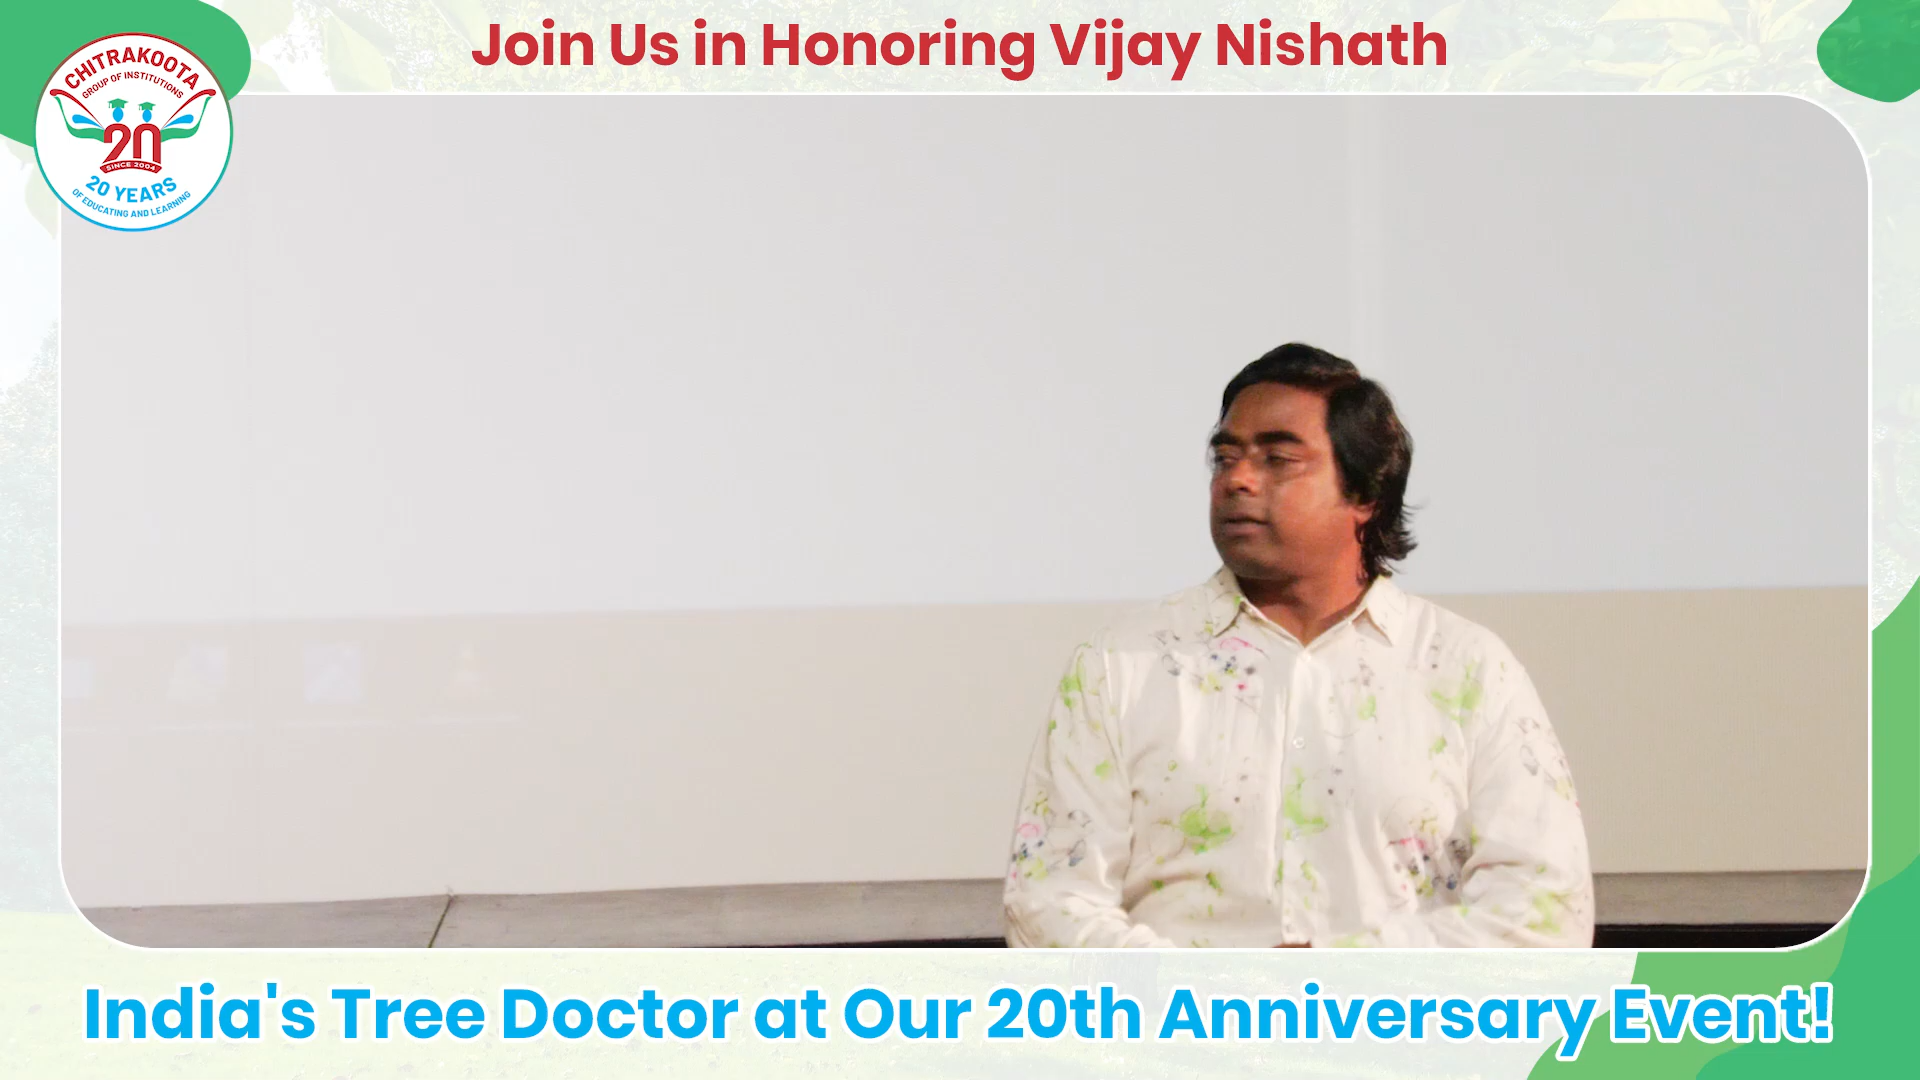 Join Us in Honoring Vijay Nishath
CHITRAKOOTA
GROUP OF INSTITUTIONS
20
SINCE 2004
20 YEARS
OF EDUCATING AND LEARNING
India's Tree Doctor at Our 20th Anniversary Event!